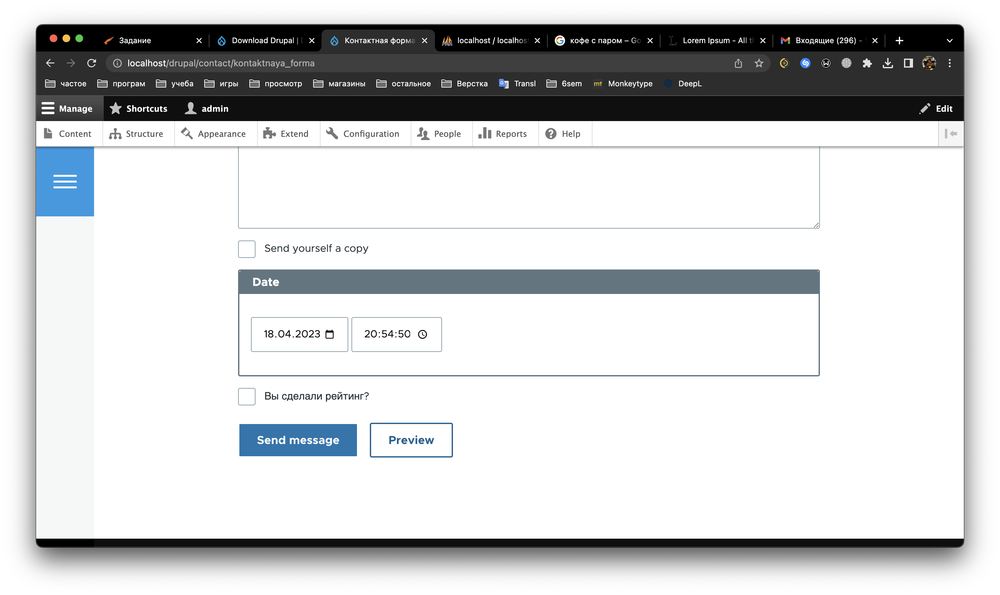 Задание
Download Drupal |
Контактная форма
localhost / localhost
кофе с паром – Go
Lorem Ipsum - All th
Входящие (296) -
localhost/drupal/contact/kontaktnaya_forma
частое програм учеба игры просмотр магазины остальное Верстка Transl 6sem mt Monkeytype DeepL
Manage Shortcuts admin Edit
Content Structure Appearance Extend Configuration People Reports Help
Send yourself a copy
Date
18.04.2023 20:54:50
Вы сделали рейтинг?
Send message Preview